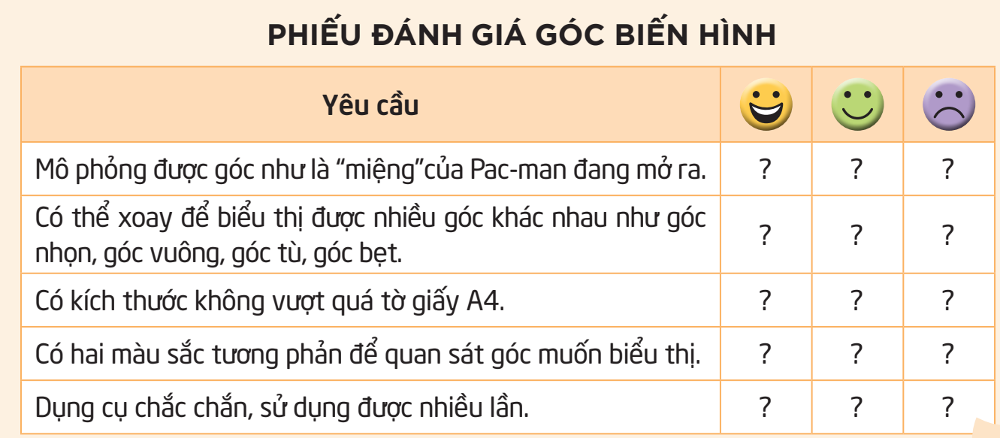 PHIẾU ĐÁNH GIÁ GÓC BIẾN HÌNH
Yêu cầu
Mô phỏng được góc như là “miệng”của Pac-man đang mở ra. ? ? ?
Có thể xoay để biểu thị được nhiều góc khác nhau như góc
nhọn, góc vuông, góc tù, góc bẹt. ? ? ?
Có kích thước không vượt quá tờ giấy A4. ? ? ?
Có hai màu sắc tương phản để quan sát góc muốn biểu thị. ? ? ?
Dụng cụ chắc chắn, sử dụng được nhiều lần. ? ? ?